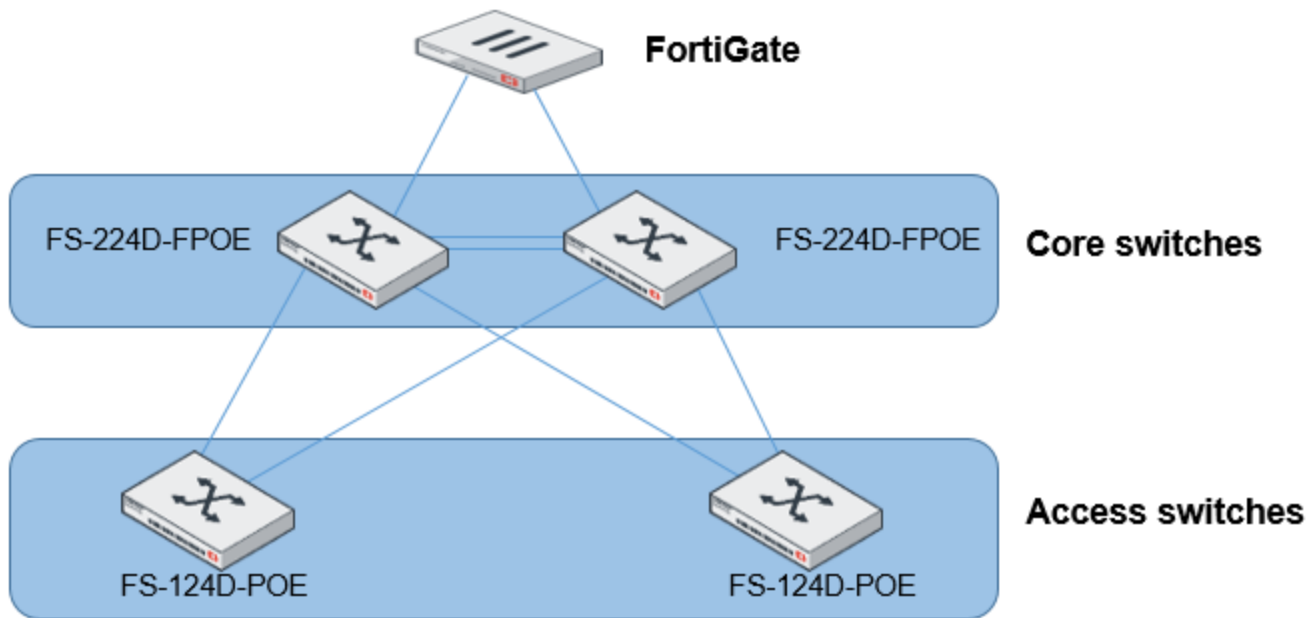 FortiGate
FS-224D-FPOE
FS-224D-FPOE
Core switches
Access switches
FS-124D-POE
FS-124D-POE